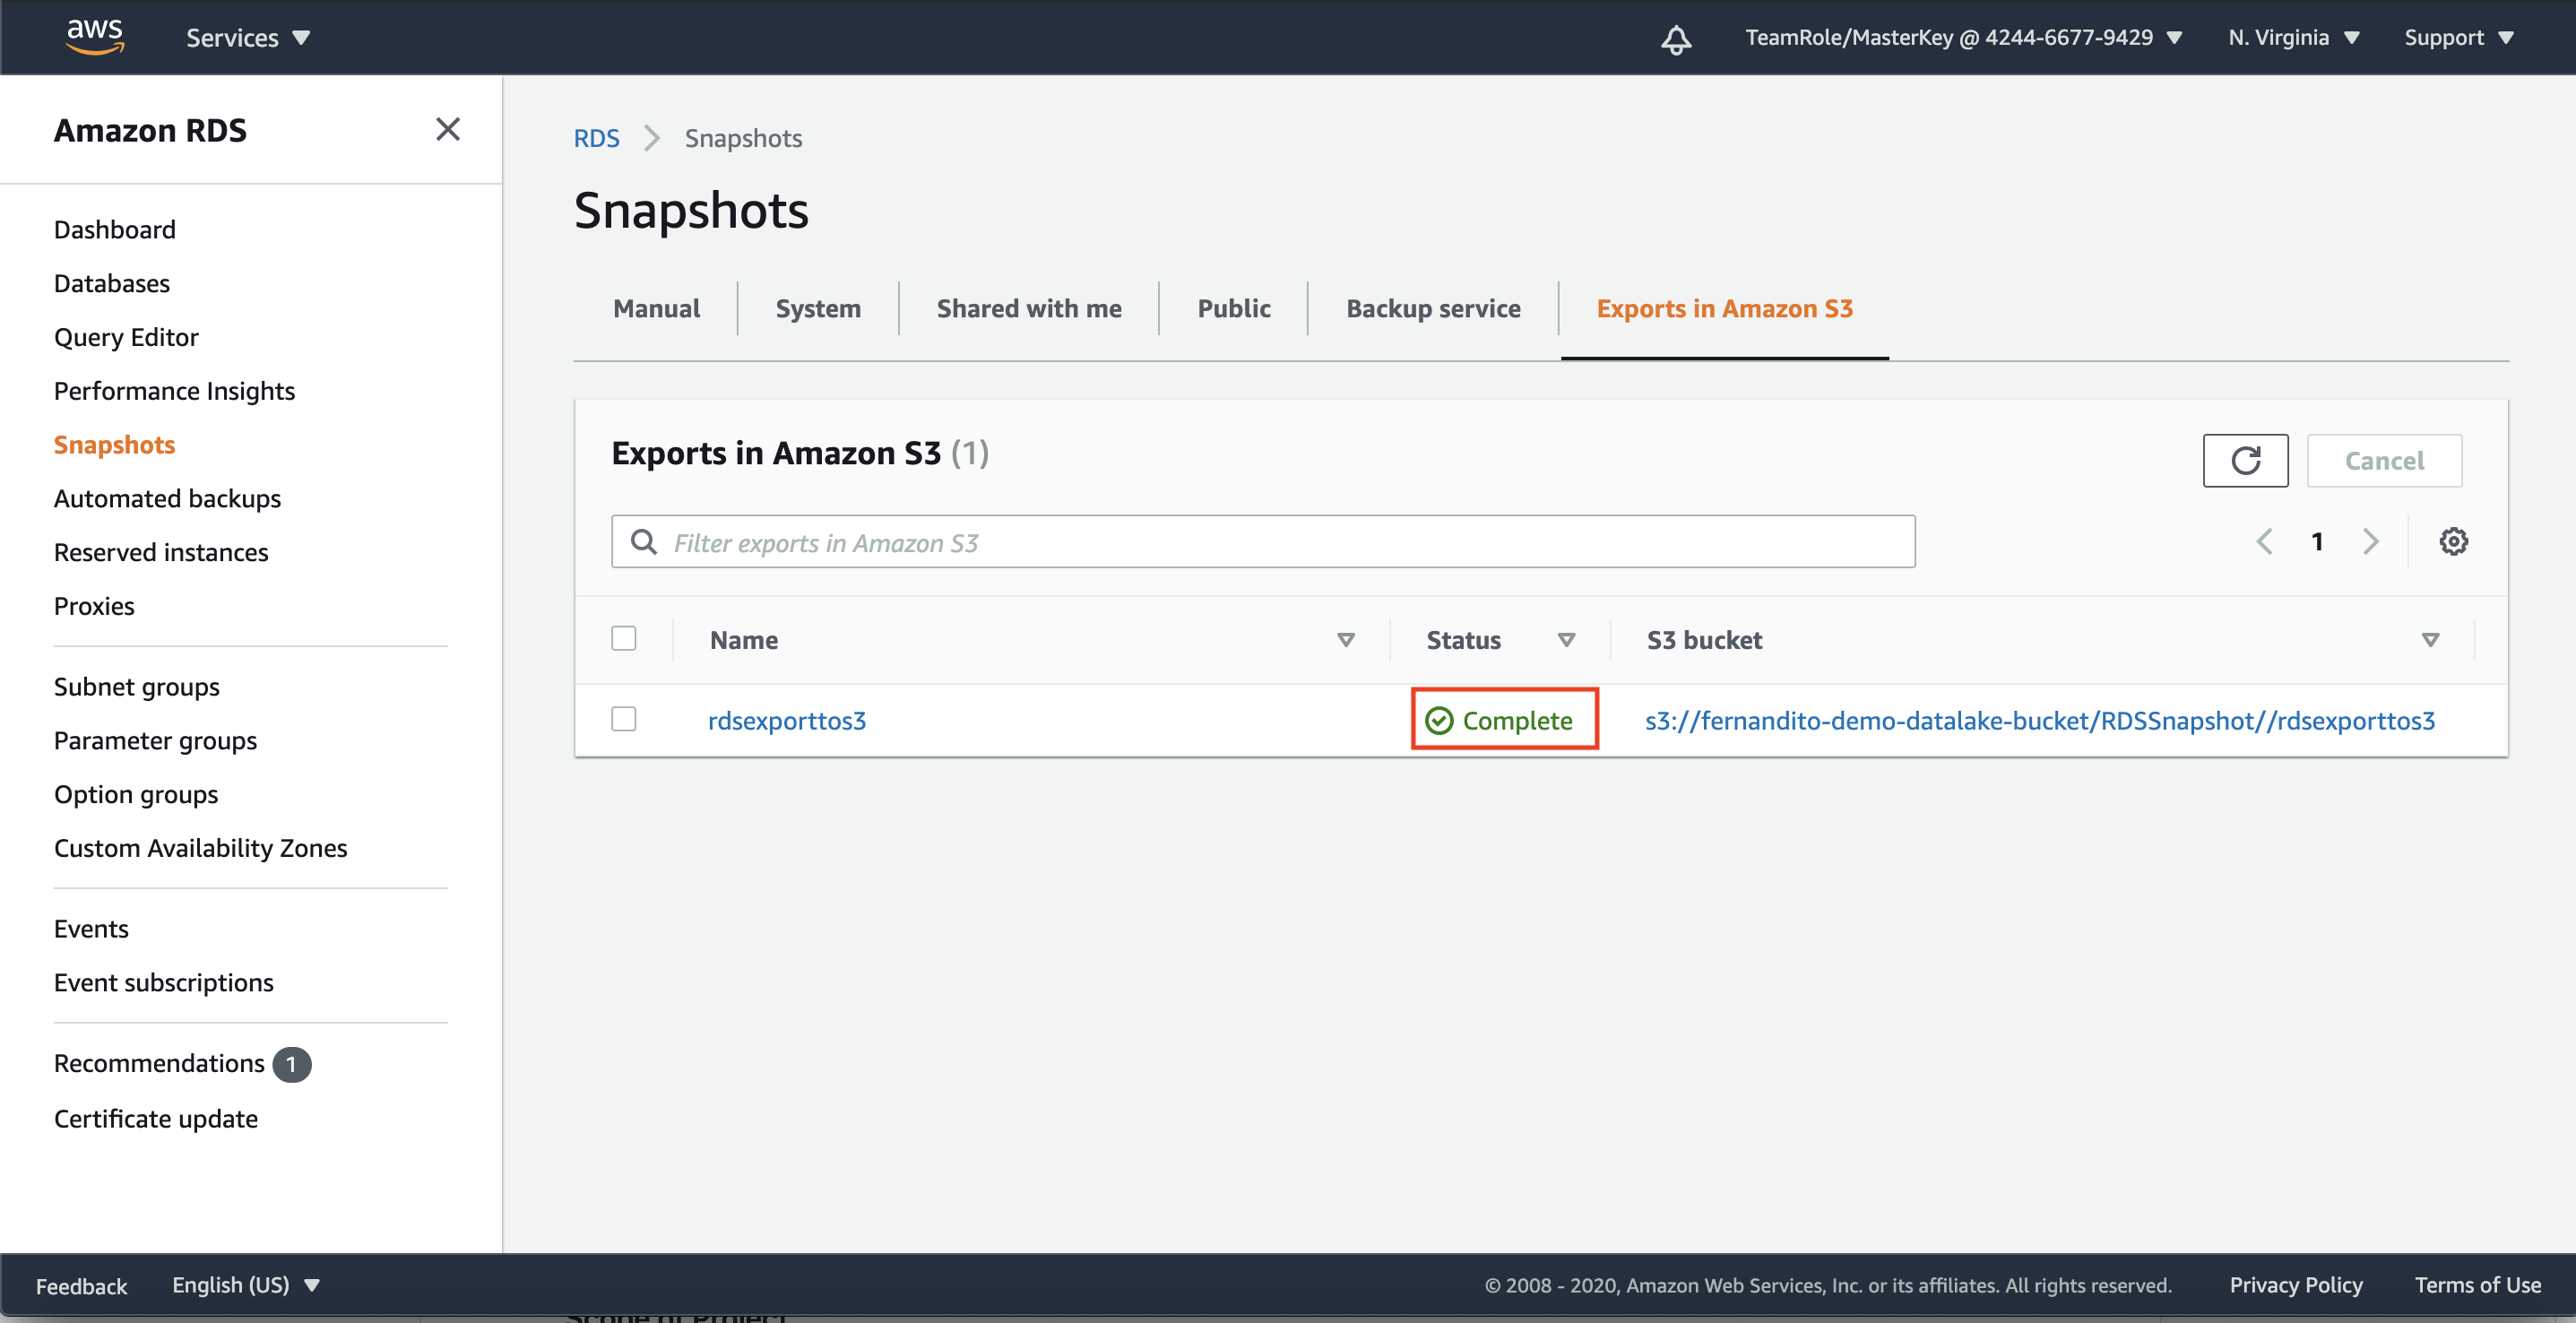 aws Services TeamRole/MasterKey @ 4244-6677-9429 N. Virginia Support
Amazon RDS
Dashboard
Databases
Query Editor
Performance Insights
Snapshots
Automated backups
Reserved instances
Proxies
Subnet groups
Parameter groups
Option groups
Custom Availability Zones
Events
Event subscriptions
Recommendations 1
Certificate update
RDS Snapshots
Snapshots
Manual System Shared with me Public Backup service Exports in Amazon S3
Exports in Amazon S3 (1)
Cancel
Filter exports in Amazon S3
1
Name Status S3 bucket
rdsexporttos3 Complete s3://fernandito-demo-datalake-bucket/RDSSnapshot//rdsexporttos3
Feedback English (US) © 2008 - 2020, Amazon Web Services, Inc. or its affiliates. All rights reserved. Privacy Policy Terms of Use